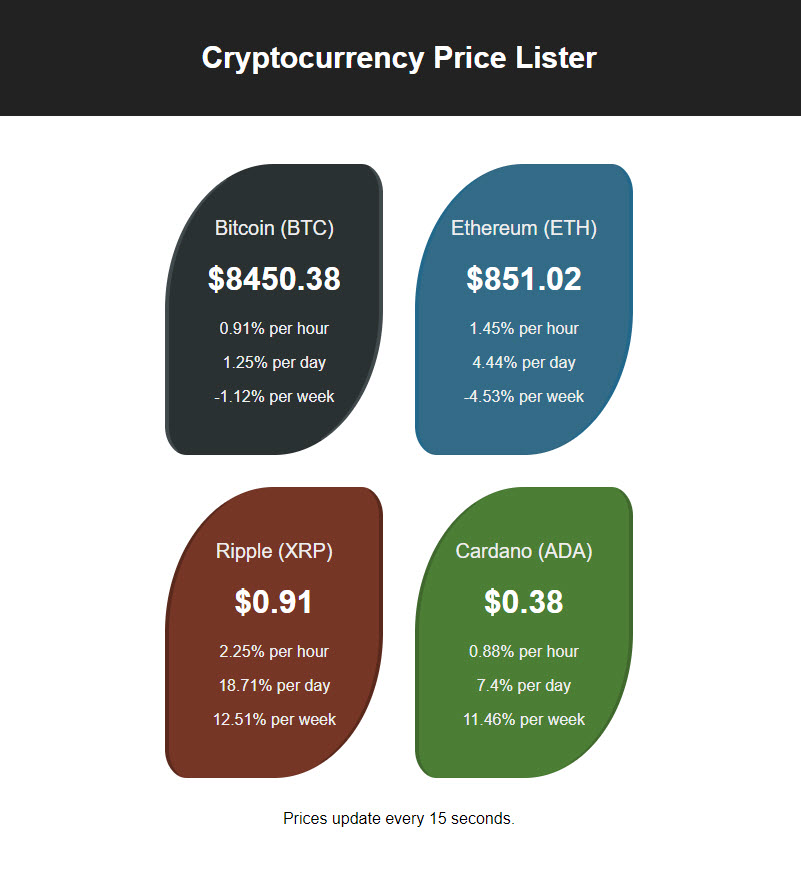 Cryptocurrency Price Lister
Bitcoin (BTC)
$8450.38
0.91% per hour
1.25% per day
-1.12% per week
Ethereum (ETH)
$851.02
1.45% per hour
4.44% per day
-4.53% per week
Ripple (XRP)
$0.91
2.25% per hour
18.71% per day
12.51% per week
Cardano (ADA)
$0.38
0.88% per hour
7.4% per day
11.46% per week
Prices update every 15 seconds.